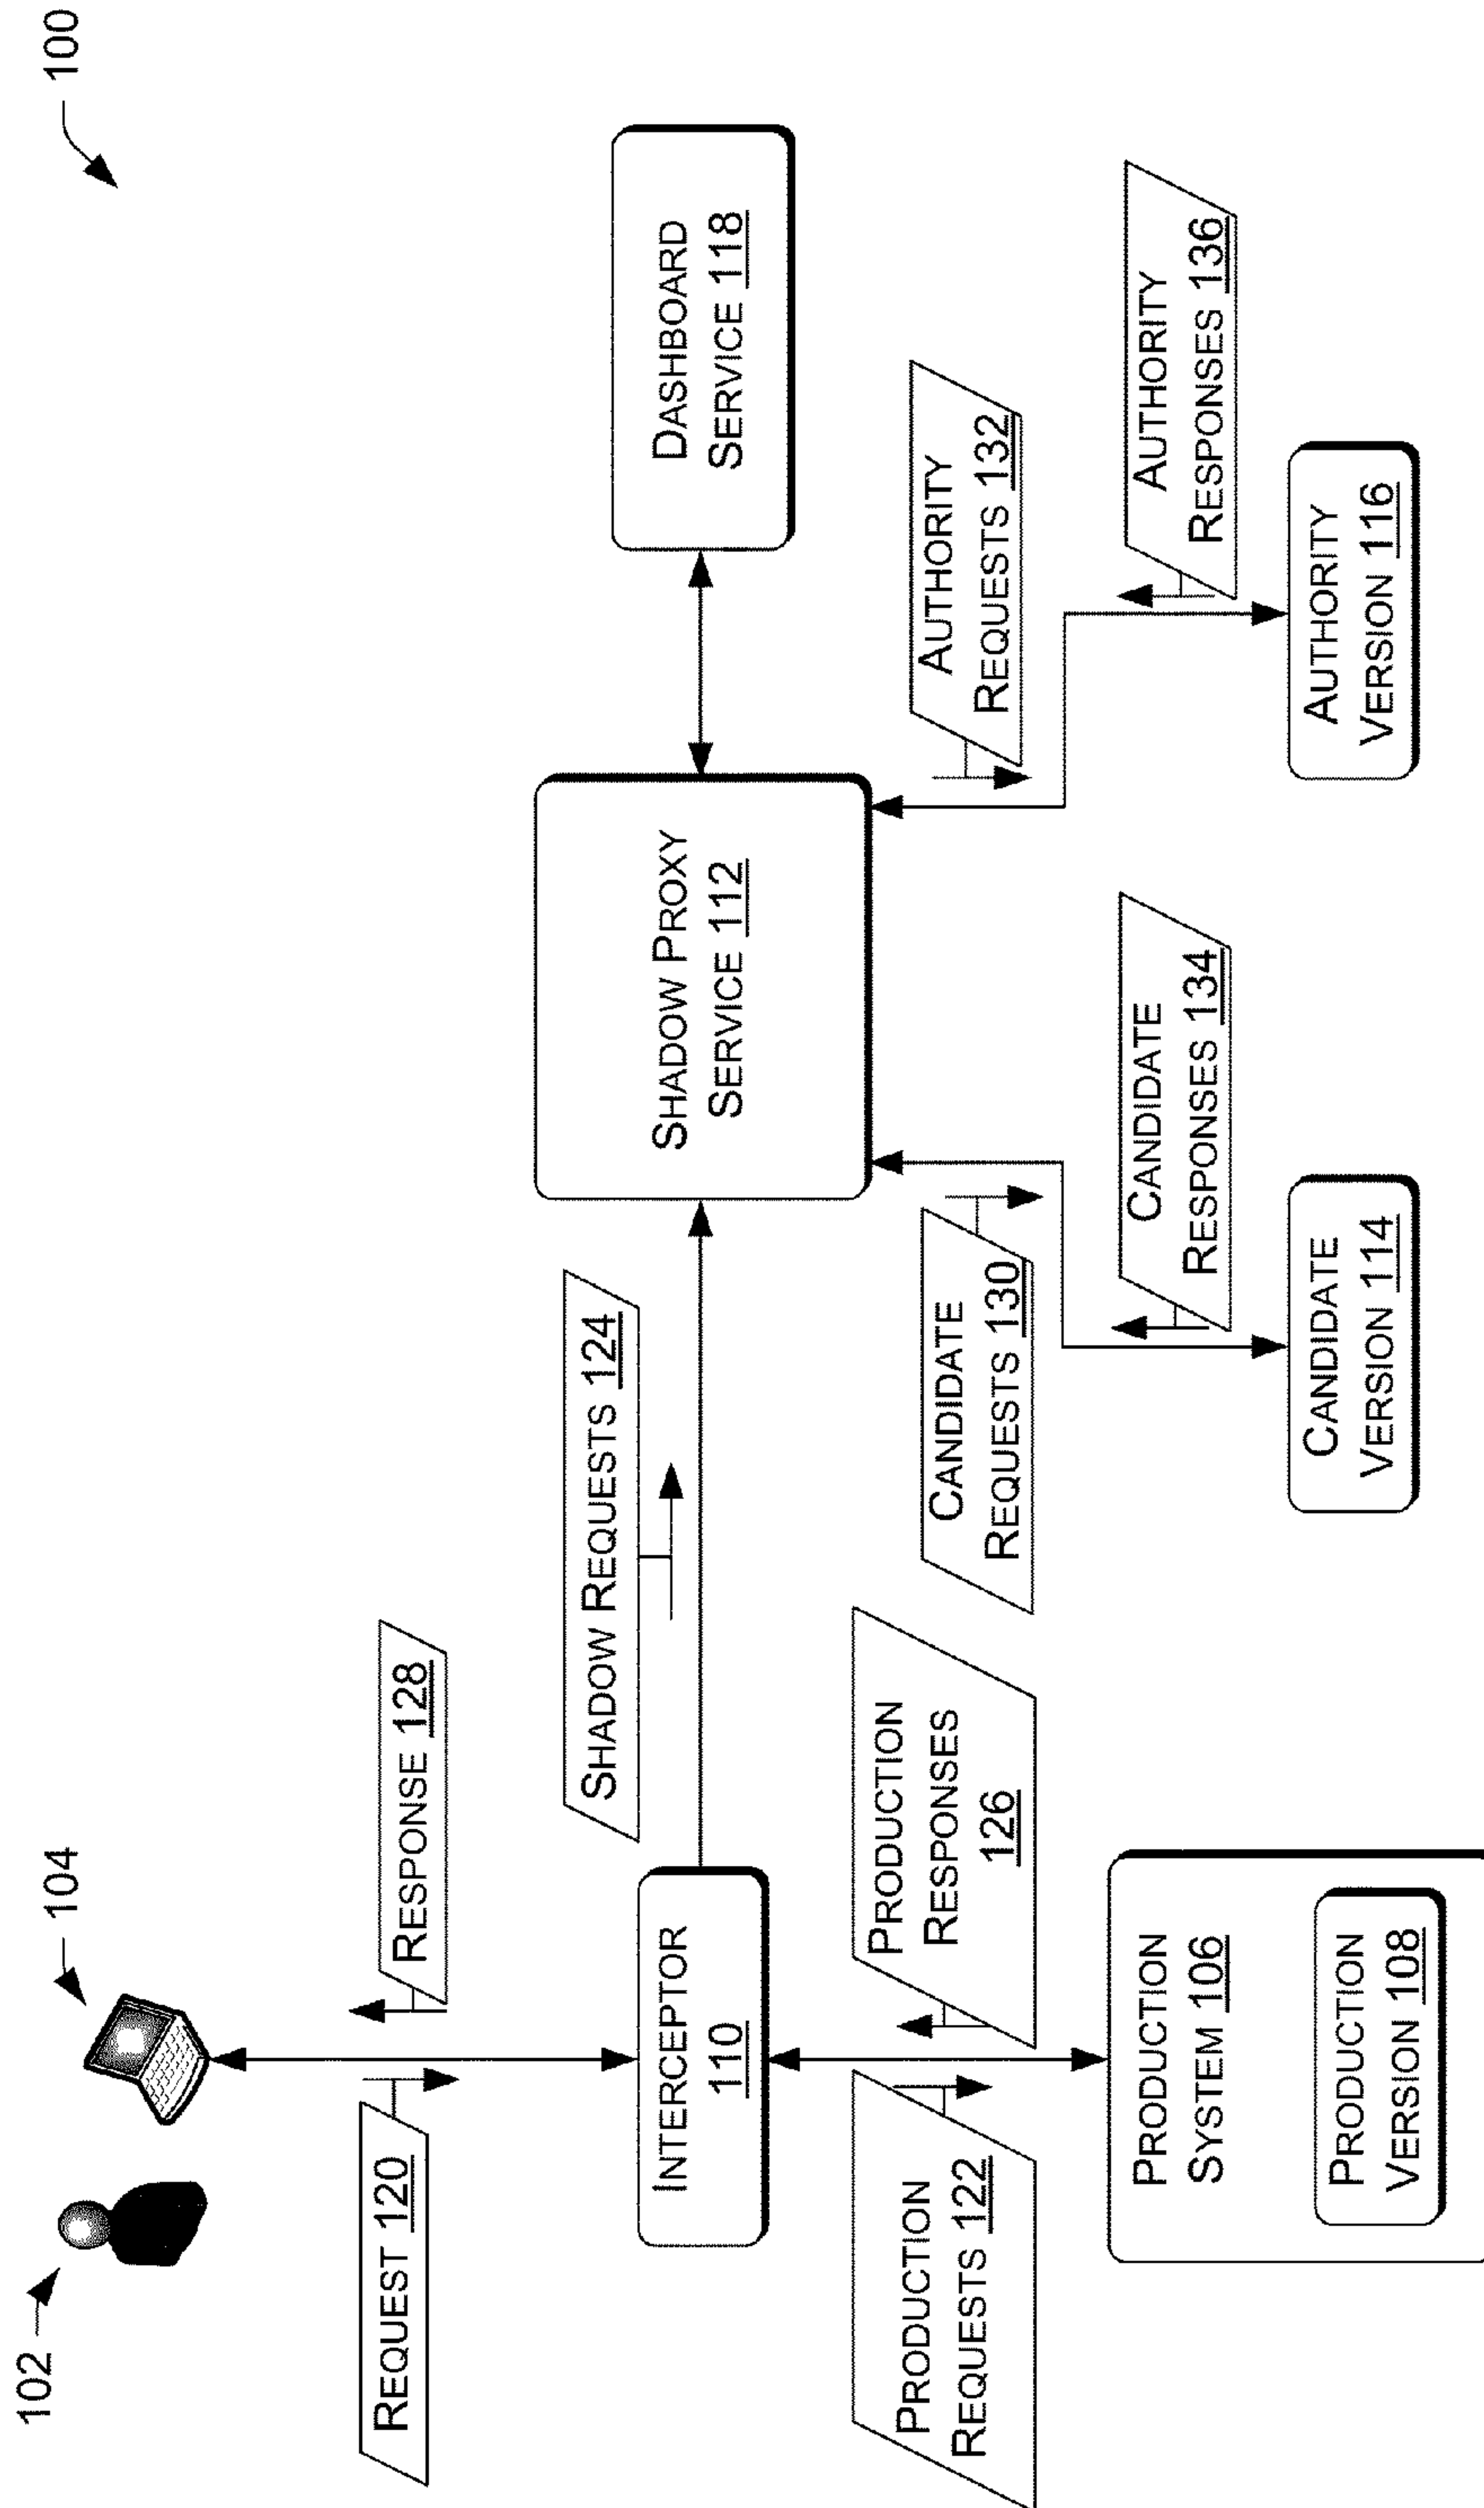 100
102
104
REQUEST 120
RESPONSE 128
INTERCEPTOR
110
SHADOW REQUESTS 124
SHADOW PROXY
SERVICE 112
DASHBOARD
SERVICE 118
PRODUCTION
REQUESTS 122
PRODUCTION
RESPONSES
126
CANDIDATE
REQUESTS 130
AUTHORITY
REQUESTS 132
PRODUCTION
SYSTEM 106
PRODUCTION
VERSION 108
CANDIDATE
RESPONSES 134
AUTHORITY
RESPONSES 136
CANDIDATE
VERSION 114
AUTHORITY
VERSION 116